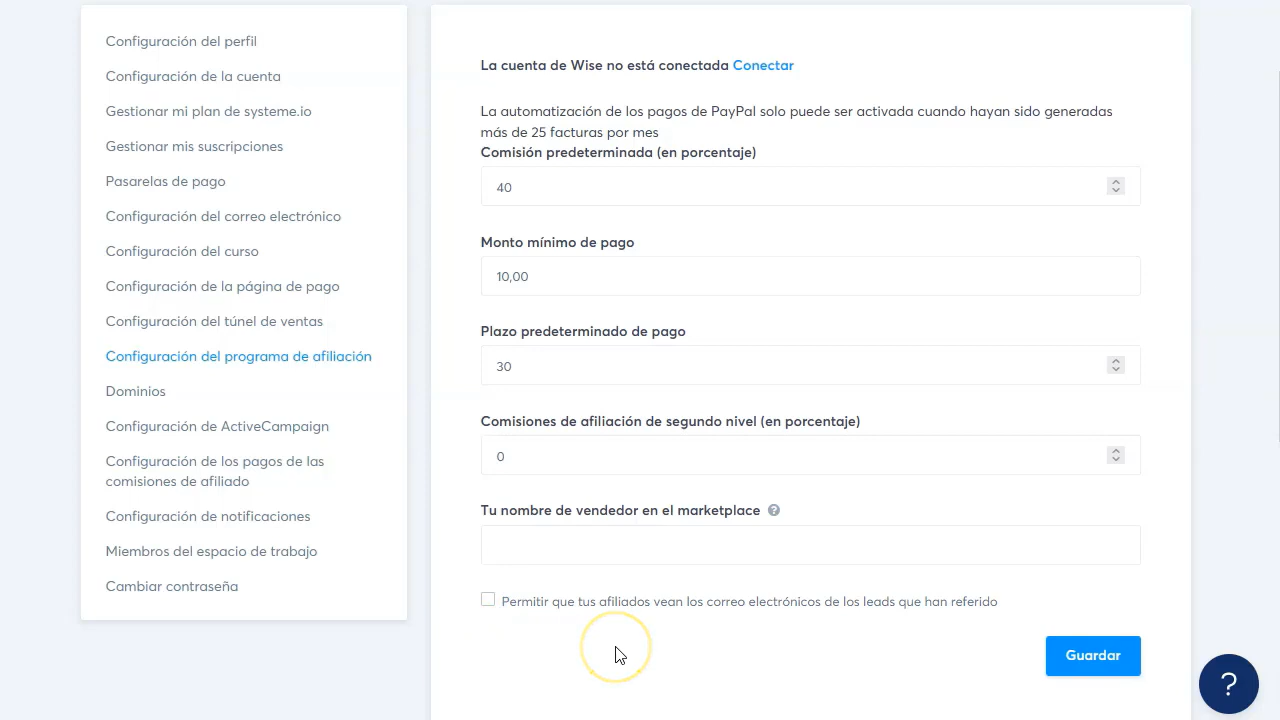 Configuración del perfil
Configuración de la cuenta
Gestionar mi plan de systeme.io
Gestionar mis suscripciones
Pasarelas de pago
Configuración del correo electrónico
Configuración del curso
Configuración de la página de pago
Configuración del túnel de ventas
Configuración del programa de afiliación
Dominios
Configuración de ActiveCampaign
Configuración de los pagos de las
comisiones de afiliado
Configuración de notificaciones
Miembros del espacio de trabajo
Cambiar contraseña
La cuenta de Wise no está conectada Conectar
La automatización de los pagos de PayPal solo puede ser activada cuando hayan sido generadas
más de 25 facturas por mes
Comisión predeterminada (en porcentaje)
40
Monto mínimo de pago
10,00
Plazo predeterminado de pago
30
Comisiones de afiliación de segundo nivel (en porcentaje)
0
Tu nombre de vendedor en el marketplace ?
Permitir que tus afiliados vean los correo electrónicos de los leads que han referido
Guardar
?